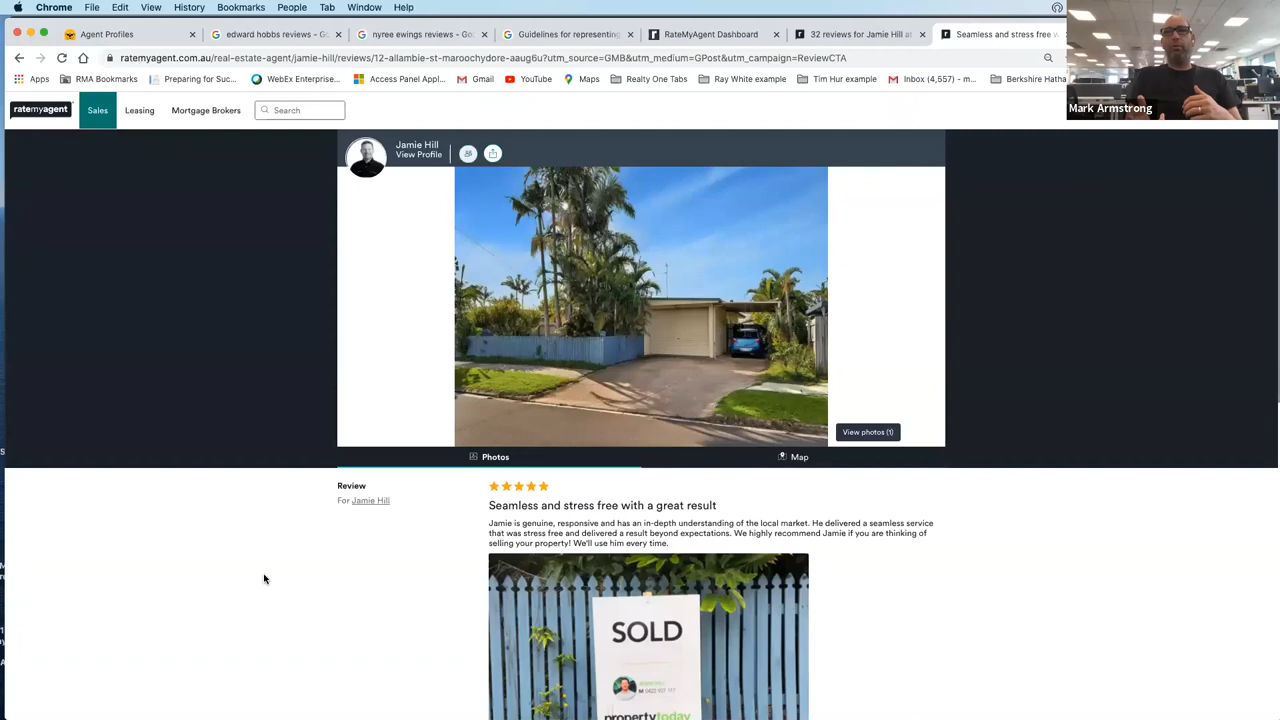 Chrome File Edit View History Bookmarks People Tab Window Help
Agent Profiles
edward hobbs reviews - Go
nyree ewings reviews - Goo
Guidelines for representing
RateMyAgent Dashboard
32 reviews for Jamie Hill at
Seamless and stress free w
ratemyagent.com.au/real-estate-agent/jamie-hill/reviews/12-allambie-st-maroochydore-aaug6u?utm_source=GMB&utm_medium=GPost&utm_campaign=ReviewCTA
Apps
RMA Bookmarks
Preparing for Suc...
WebEx Enterprise...
Access Panel Appl...
Gmail
YouTube
Maps
Realty One Tabs
Ray White example
Tim Hur example
Inbox (4,557) - m...
Berkshire Hatha
Mark Armstrong
ratemyagent
Sales
Leasing
Mortgage Brokers
Search
Jamie Hill
View Profile
View photos (1)
Photos
Map
Review
For Jamie Hill
Seamless and stress free with a great result
Jamie is genuine, responsive and has an in-depth understanding of the local market. He delivered a seamless service
that was stress free and delivered a result beyond expectations. We highly recommend Jamie if you are thinking of
selling your property! We'll use him every time.
SOLD
propertytoday